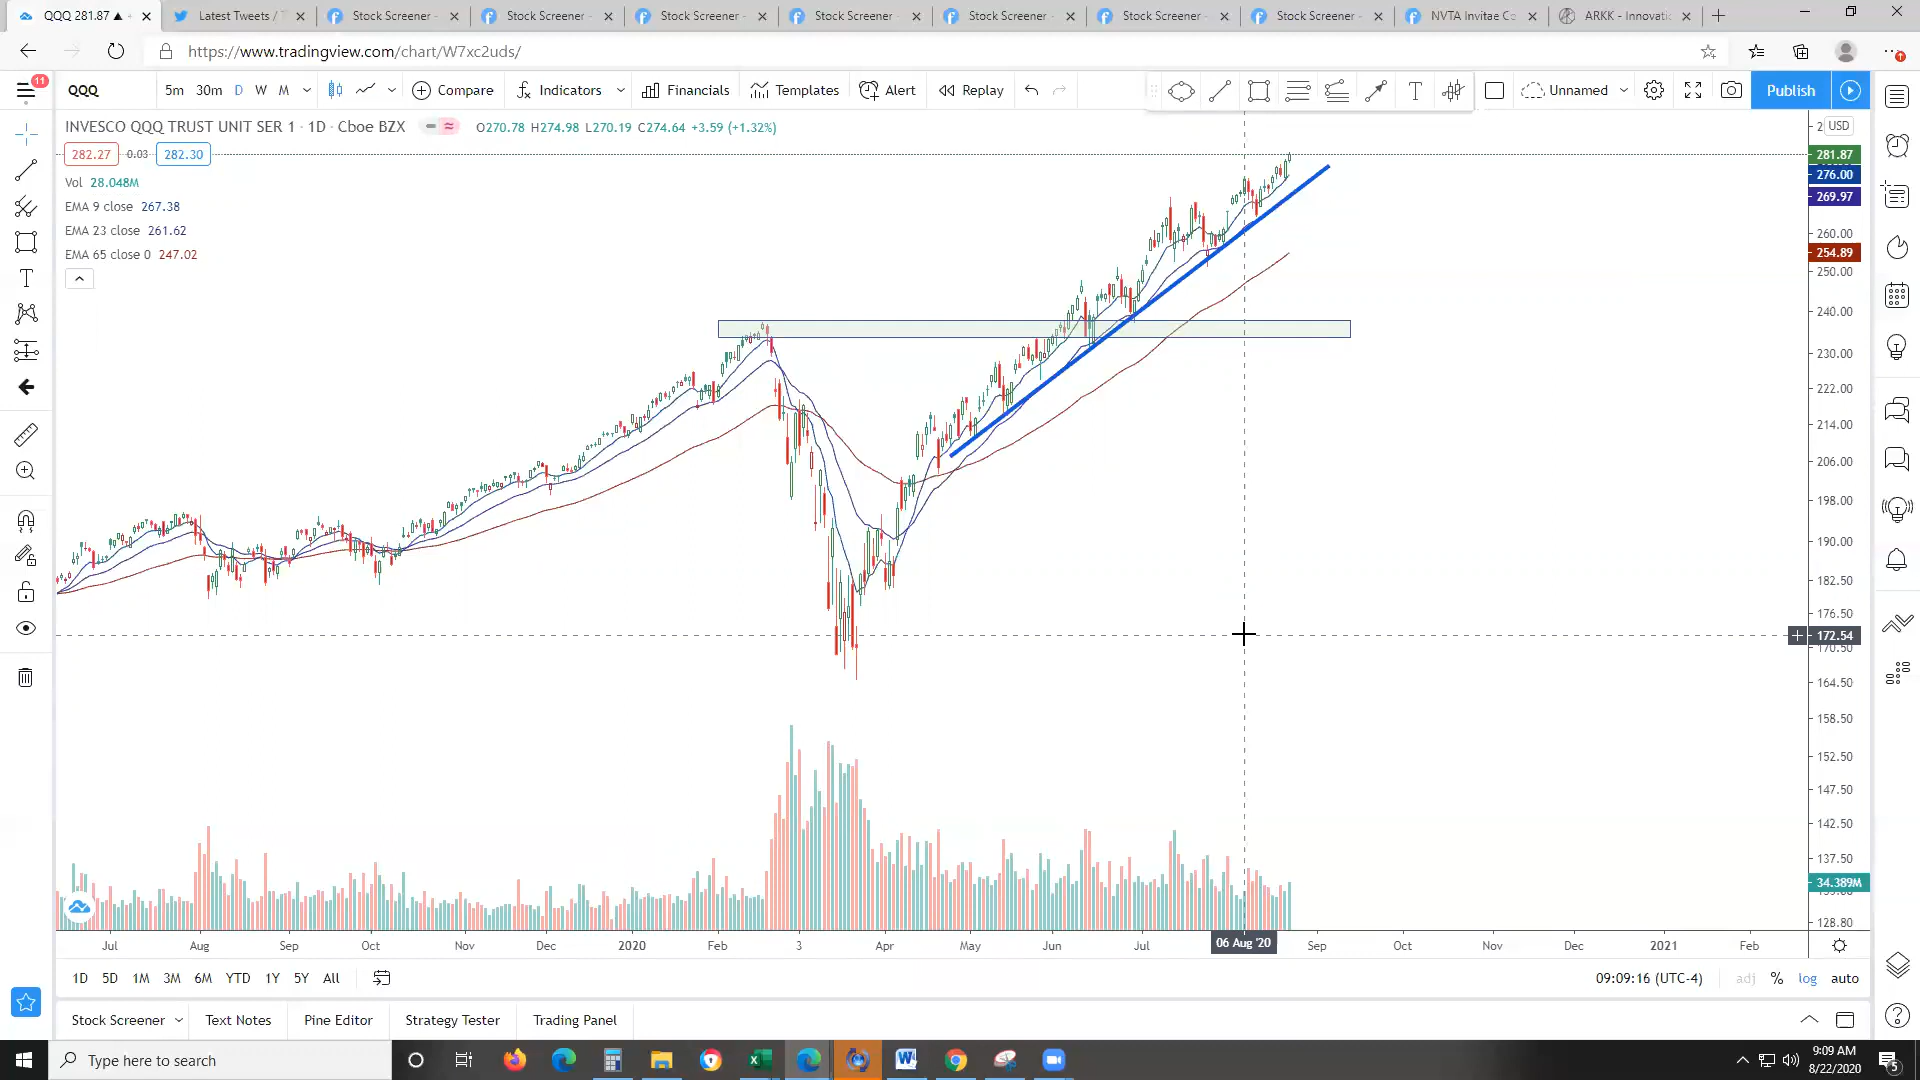 QQQ 281.87 ▲
Latest Tweets / T
Stock Screener -
Stock Screener -
Stock Screener -
Stock Screener -
Stock Screener -
Stock Screener -
Stock Screener -
NVTA Invitae Co
ARKK - Innovati
https://www.tradingview.com/chart/W7xc2uds/
11
QQQ
5m 30m D W M
Compare
Indicators
Financials
Templates
Alert
Replay
T
Unnamed
Publish
INVESCO QQQ TRUST UNIT SER 1 · 1D · Cboe BZX
O270.78 H274.98 L270.19 C274.64 +3.59 (+1.32%)
USD
282.27 0.03 282.30
281.87
Vol 28.048M
276.00
269.97
EMA 9 close 267.38
EMA 23 close 261.62
260.00
EMA 65 close 0 247.02
254.89
250.00
240.00
230.00
222.00
214.00
206.00
198.00
190.00
182.50
176.50
172.54
170.50
164.50
158.50
152.50
147.50
142.50
137.50
34.389M
128.80
Jul Aug Sep Oct Nov Dec 2020 Feb 3 Apr May Jun Jul 06 Aug '20 Sep Oct Nov Dec 2021 Feb
1D 5D 1M 3M 6M YTD 1Y 5Y All
09:09:16 (UTC-4) adj % log auto
Stock Screener
Text Notes
Pine Editor
Strategy Tester
Trading Panel
Type here to search
9:09 AM
8/22/2020
5